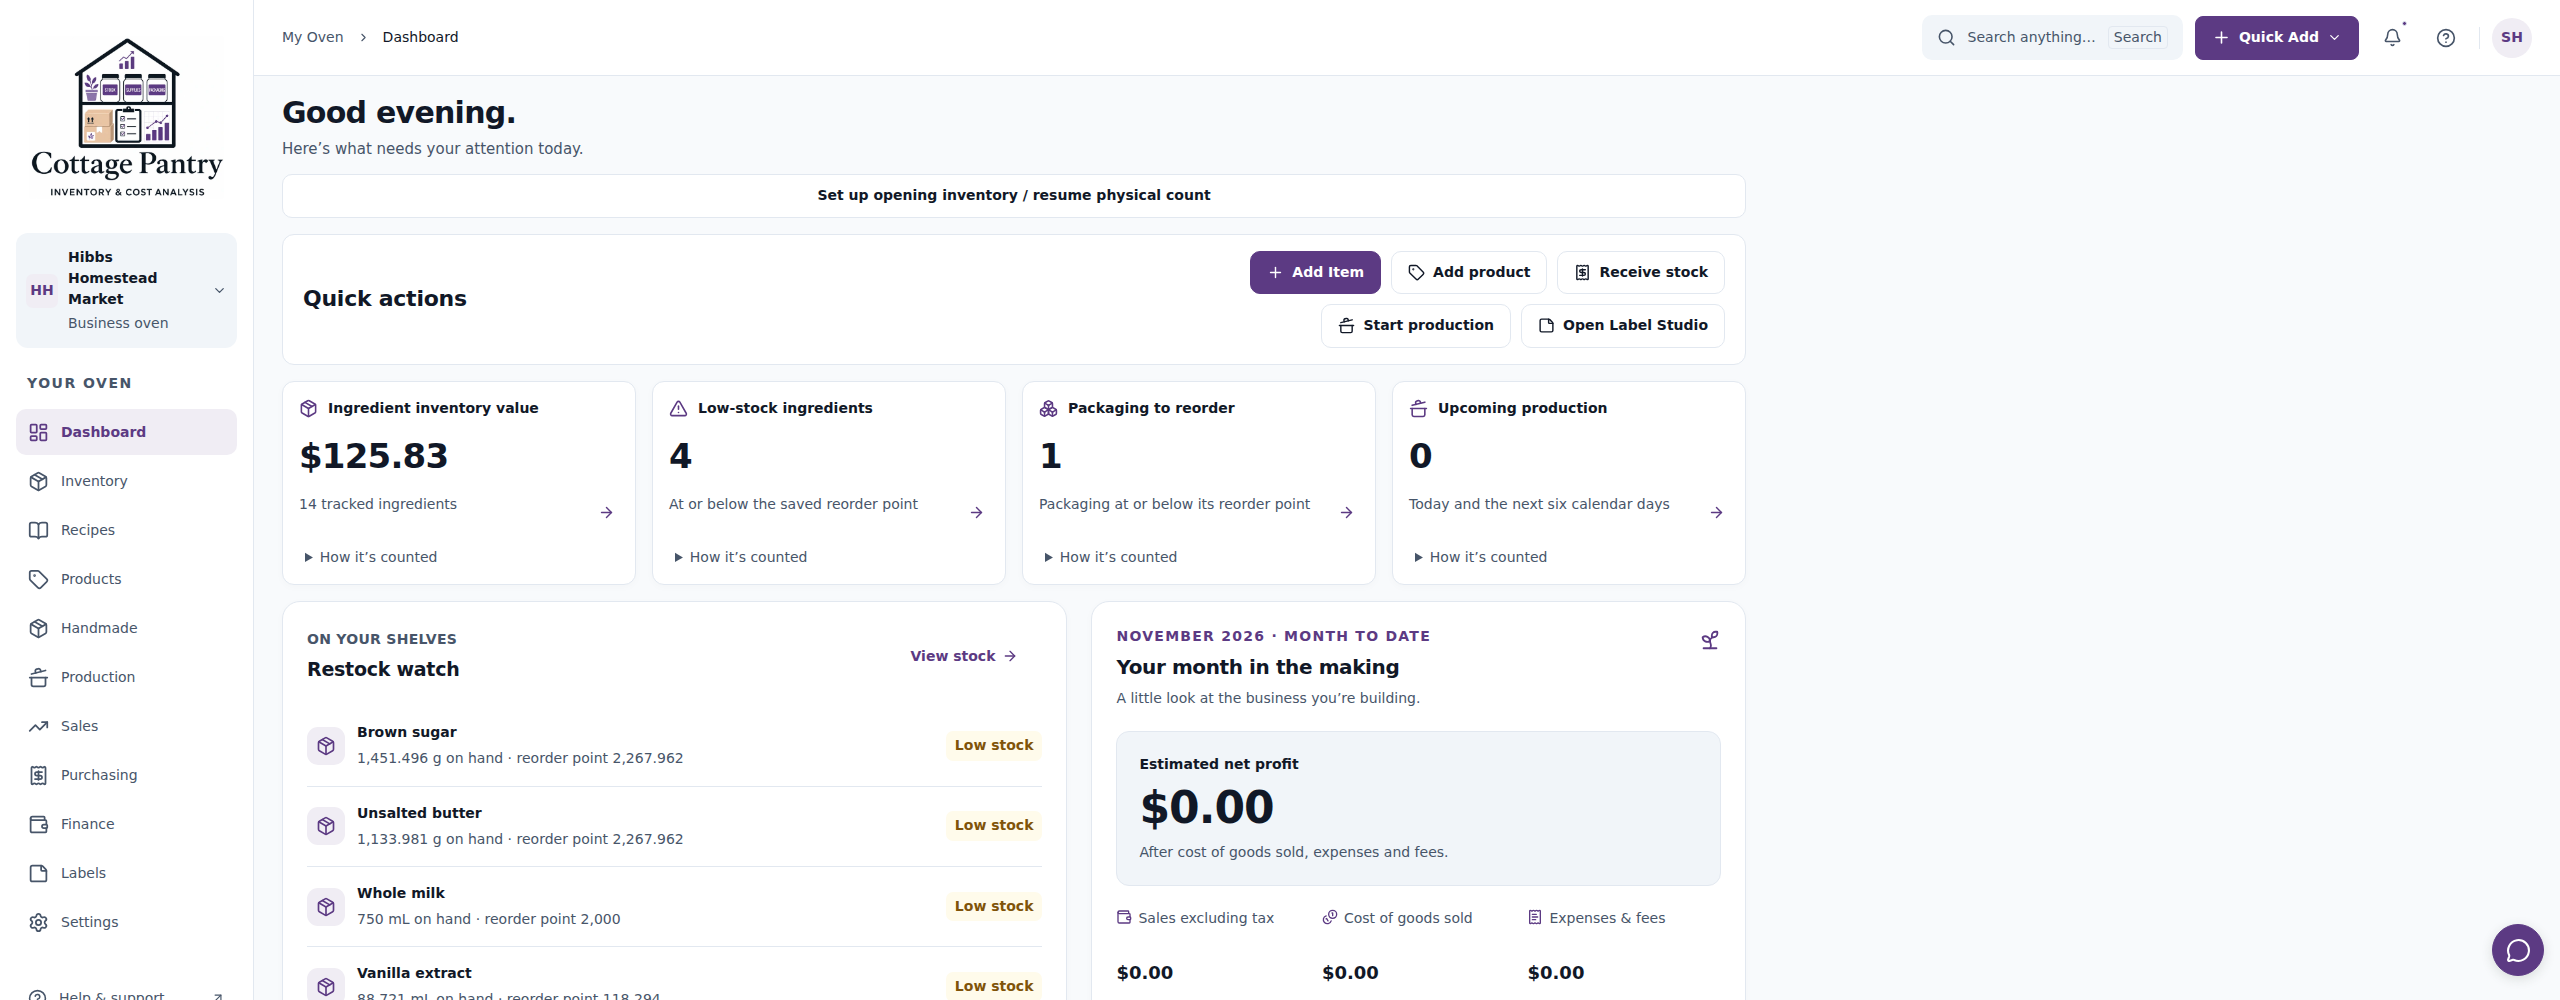 Cottage Pantry
INVENTORY & COST ANALYSIS
HH
Hibbs
Homestead
Market
Business oven
YOUR OVEN
Dashboard
Inventory
Recipes
Products
Handmade
Production
Sales
Purchasing
Finance
Labels
Settings
Help & support
My Oven
Dashboard
Search anything…
Search
Quick Add
SH
Good evening.
Here’s what needs your attention today.
Set up opening inventory / resume physical count
Quick actions
Add Item
Add product
Receive stock
Start production
Open Label Studio
Ingredient inventory value
$125.83
14 tracked ingredients
How it’s counted
Low-stock ingredients
4
At or below the saved reorder point
How it’s counted
Packaging to reorder
1
Packaging at or below its reorder point
How it’s counted
Upcoming production
0
Today and the next six calendar days
How it’s counted
ON YOUR SHELVES
Restock watch
View stock
Brown sugar
1,451.496 g on hand · reorder point 2,267.962
Low stock
Unsalted butter
1,133.981 g on hand · reorder point 2,267.962
Low stock
Whole milk
750 mL on hand · reorder point 2,000
Low stock
Vanilla extract
88.721 mL on hand · reorder point 118.294
Low stock
NOVEMBER 2026 · MONTH TO DATE
Your month in the making
A little look at the business you’re building.
Estimated net profit
$0.00
After cost of goods sold, expenses and fees.
Sales excluding tax
$0.00
Cost of goods sold
$0.00
Expenses & fees
$0.00